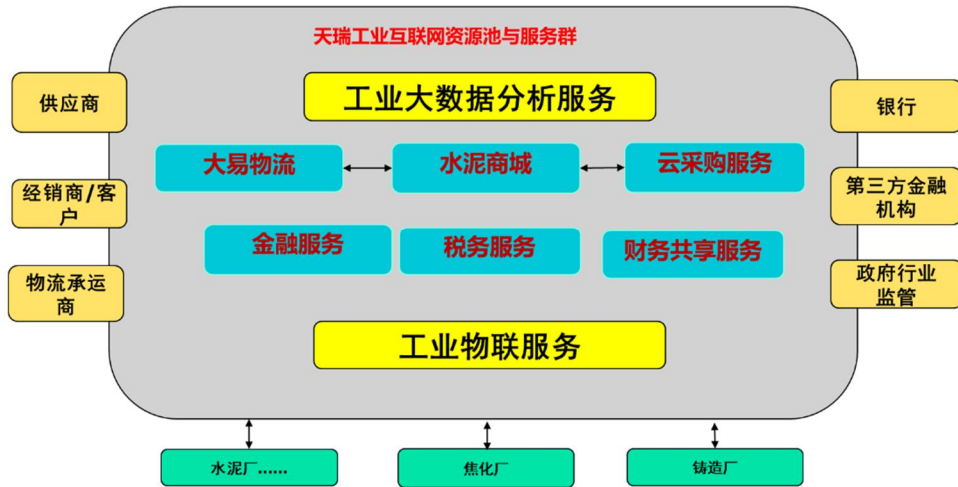 天瑞工业互联网资源池与服务群
工业大数据分析服务
供应商
银行
大易物流
水泥商城
云采购服务
经销商/客
户
第三方金融
机构
金融服务
税务服务
财务共享服务
物流承运
商
政府行业
监管
工业物联服务
水泥厂......
焦化厂
铸造厂